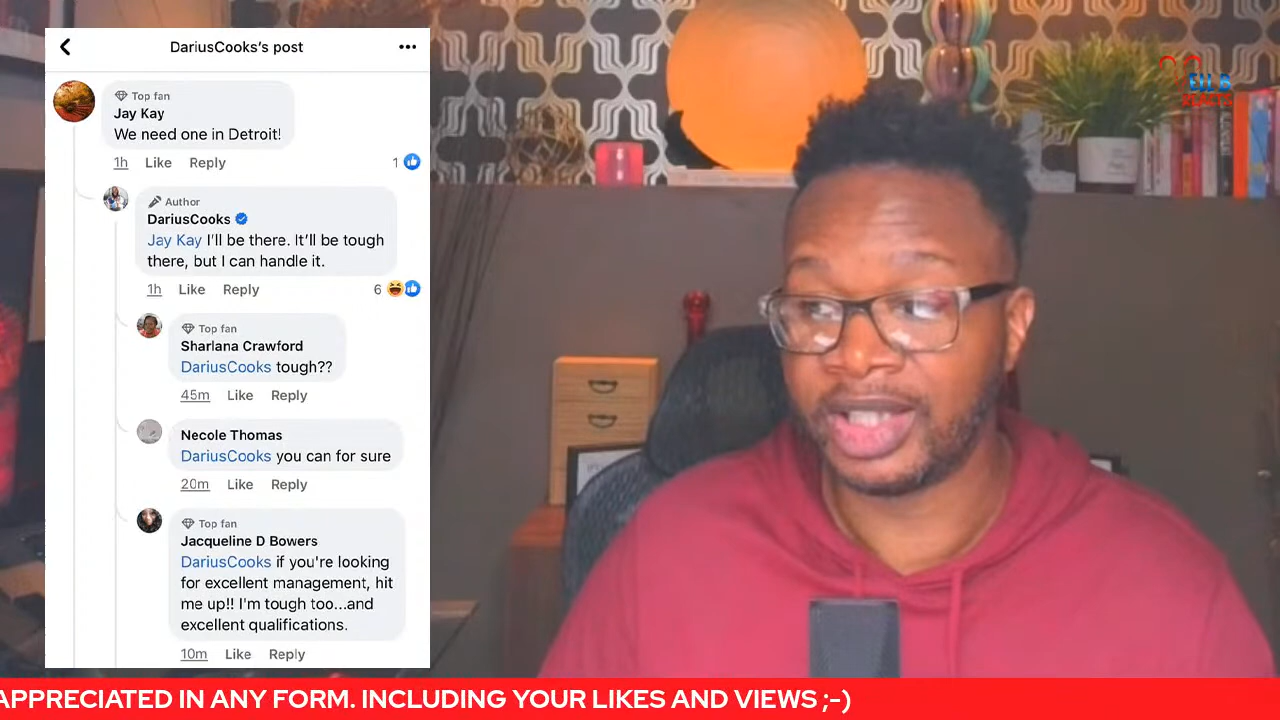 DariusCooks's post
Top fan
Jay Kay
We need one in Detroit!
1h Like Reply 1
Author
DariusCooks
Jay Kay I'll be there. It'll be tough
there, but I can handle it.
1h Like Reply 6
Top fan
Sharlana Crawford
DariusCooks tough??
45m Like Reply
Necole Thomas
DariusCooks you can for sure
20m Like Reply
Top fan
Jacqueline D Bowers
DariusCooks if you're looking
for excellent management, hit
me up!! I'm tough too...and
excellent qualifications.
10m Like Reply
REACTS
APPRECIATED IN ANY FORM. INCLUDING YOUR LIKES AND VIEWS ;-)